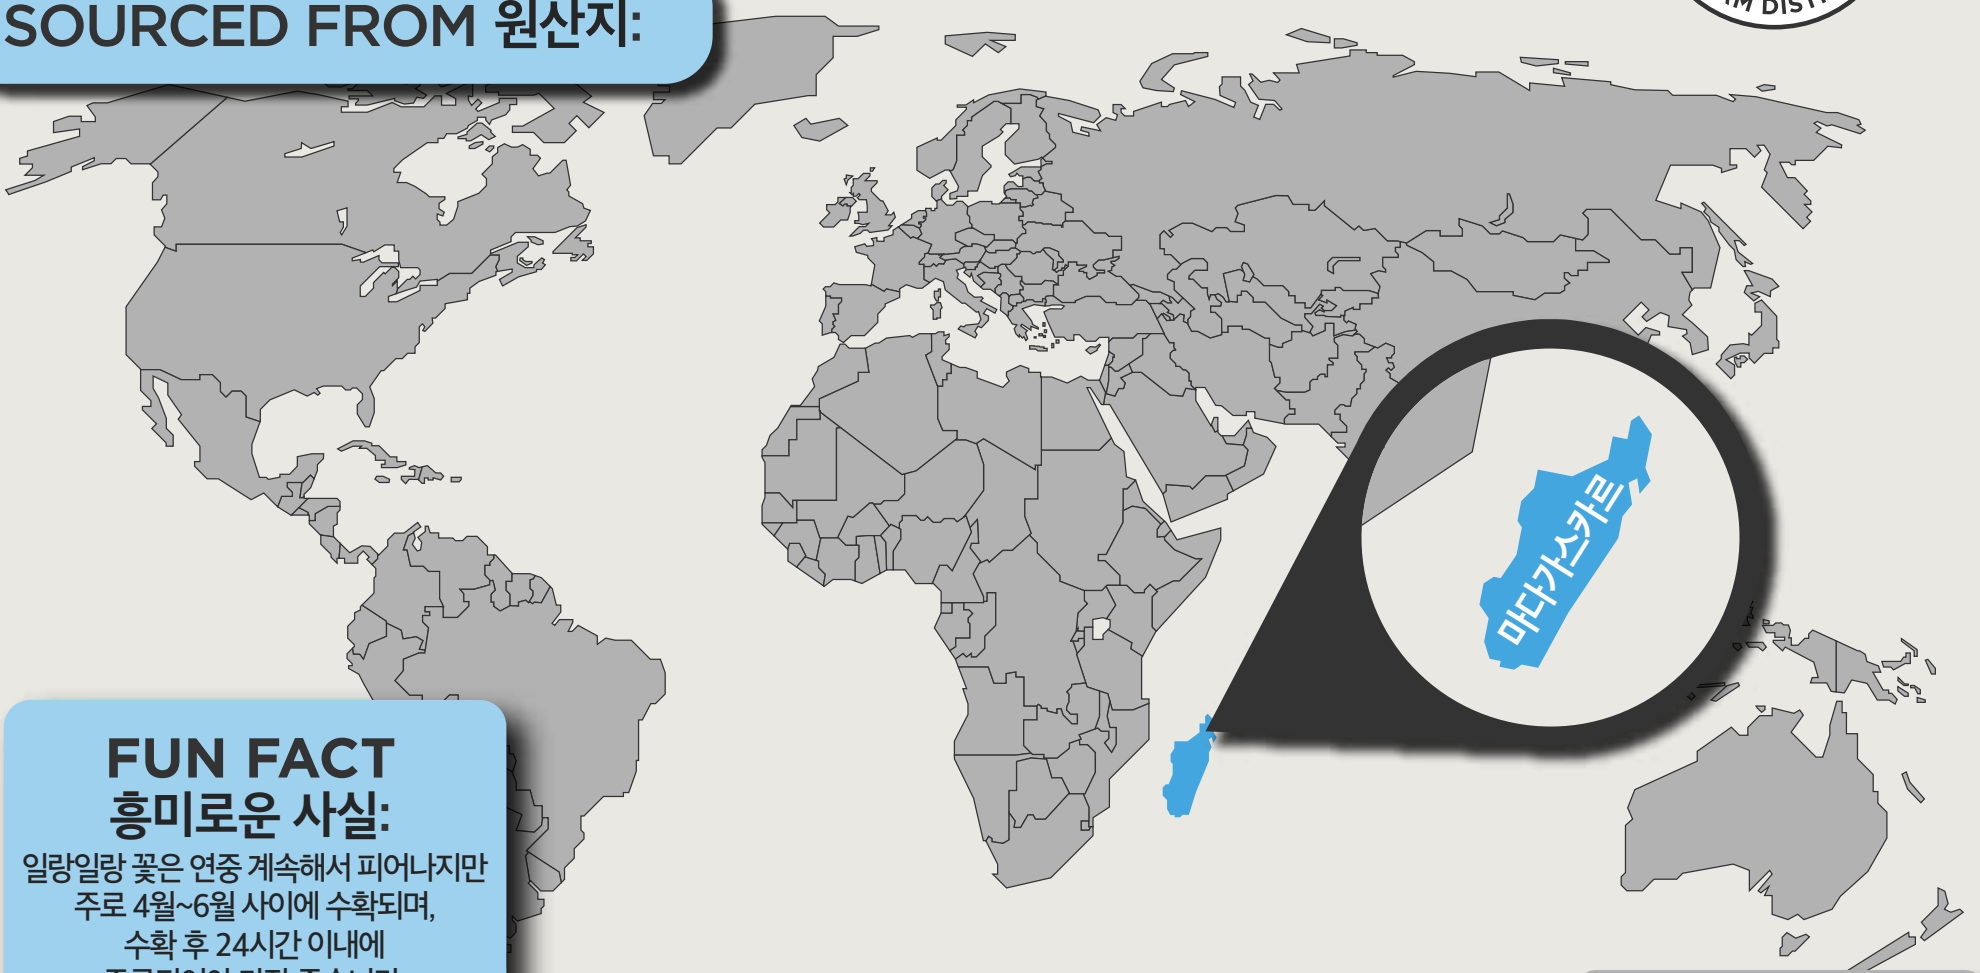 SOURCED FROM 원산지:
DIST
마다가스카르
FUN FACT
흥미로운 사실:
일랑일랑 꽃은 연중 계속해서 피어나지만
주로 4월~6월 사이에 수확되며,
수확 후 24시간 이내에